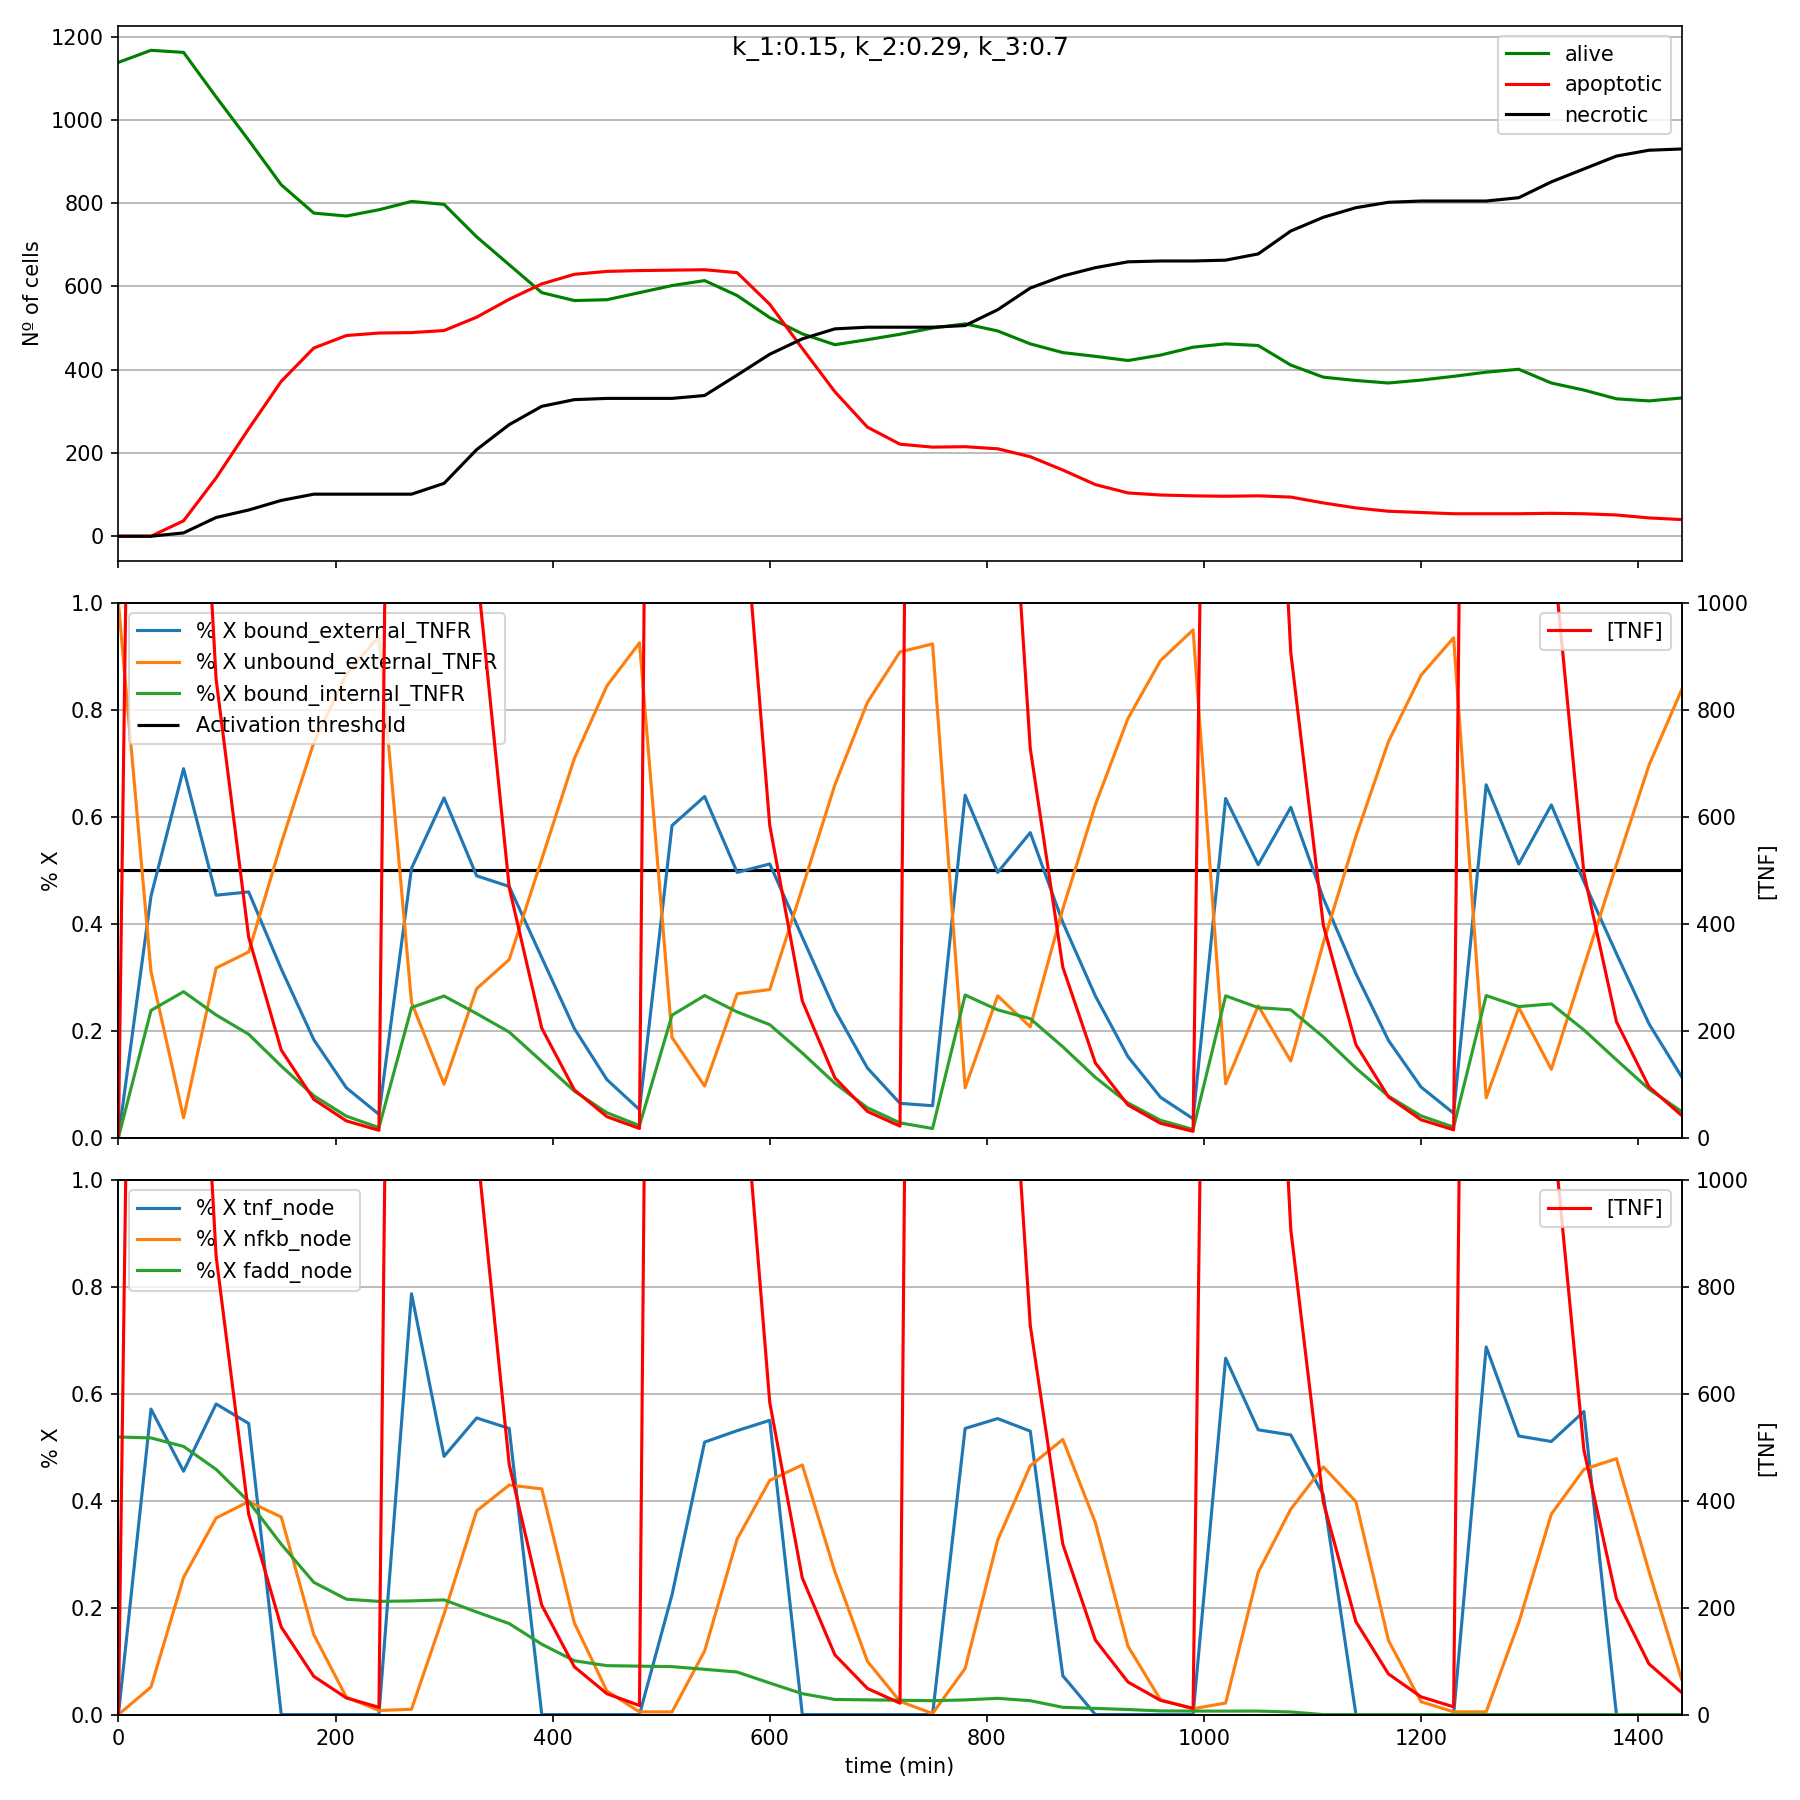 k_1:0.15, k_2:0.29, k_3:0.7
1200
1000
800
600
400
200
0
Nº of cells
alive
apoptotic
necrotic
1.0
0.8
0.6
0.4
0.2
0.0
% X
% X bound_external_TNFR
% X unbound_external_TNFR
% X bound_internal_TNFR
Activation threshold
[TNF]
1000
800
600
400
200
0
[TNF]
1.0
0.8
0.6
0.4
0.2
0.0
% X
% X tnf_node
% X nfkb_node
% X fadd_node
[TNF]
1000
800
600
400
200
0
[TNF]
0 200 400 600 800 1000 1200 1400
time (min)